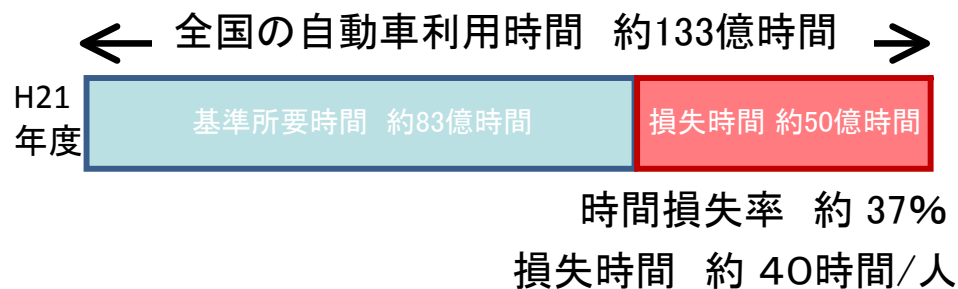 全国の自動車利用時間　約133億時間
H21
年度
基準所要時間　約83億時間
損失時間 約50億時間
時間損失率　約 37%
損失時間　約 40時間/人